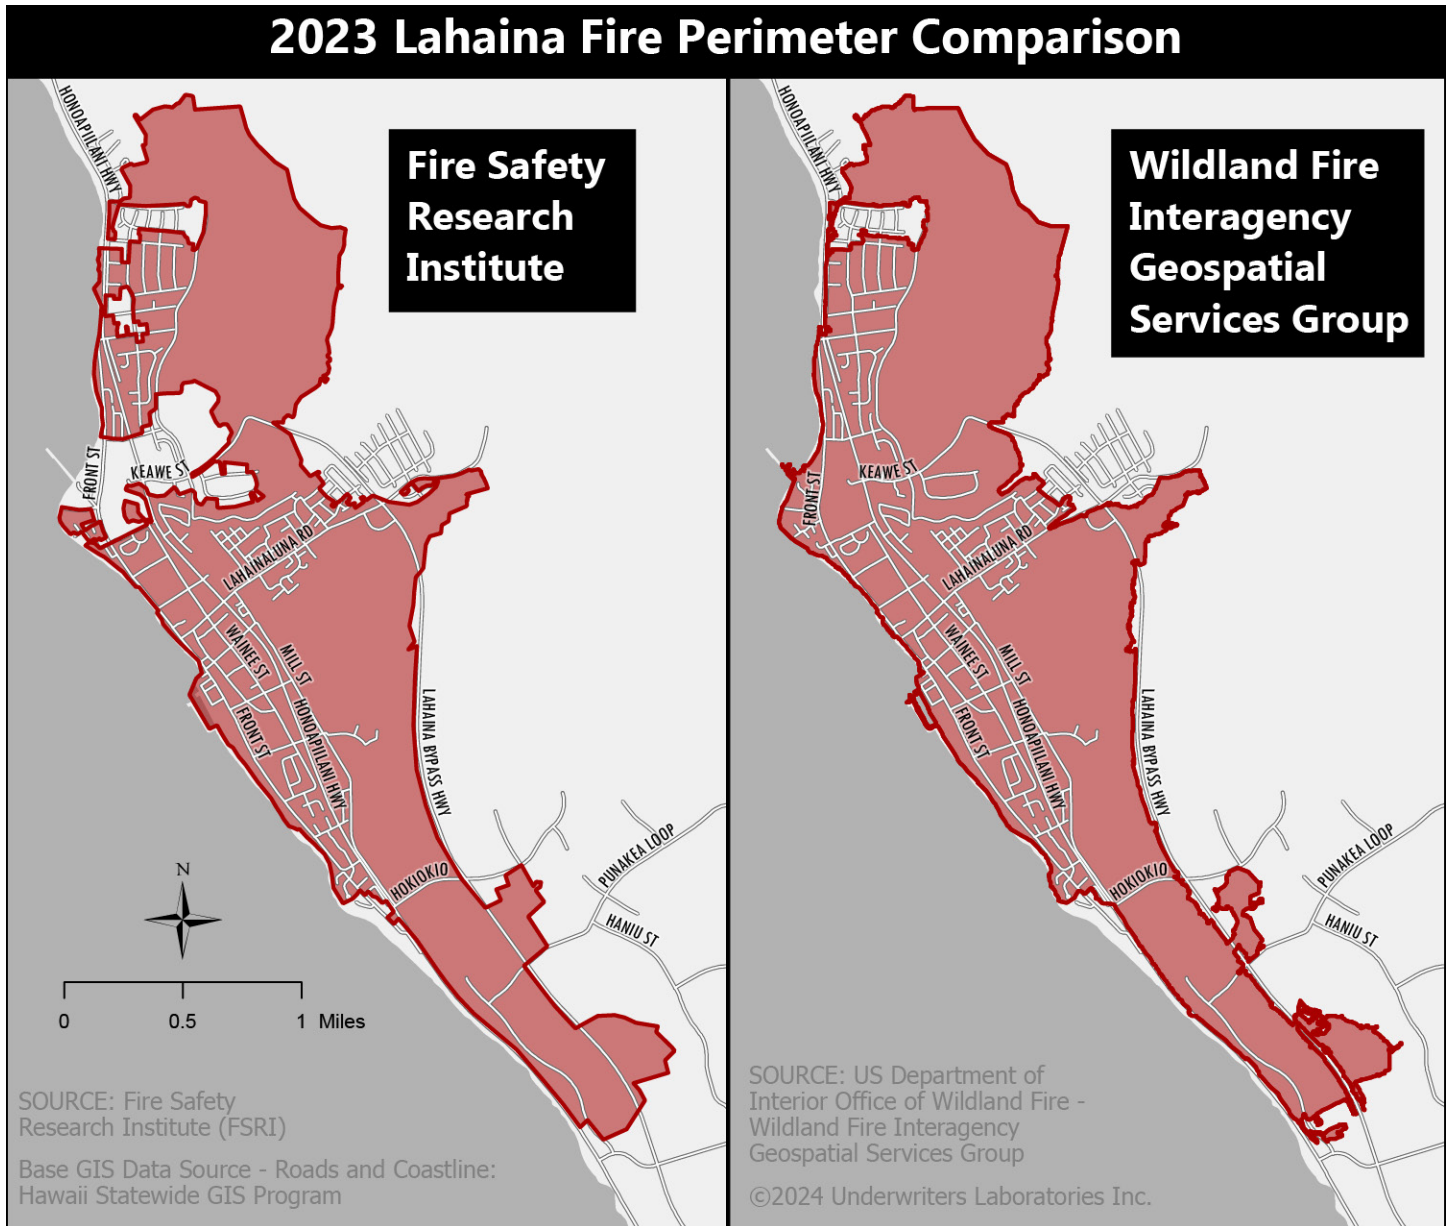 2023 Lahaina Fire Perimeter Comparison
HONOAPIILANI HWY
Fire Safety
Research
Institute
FRONT ST
KEAWE ST
LAHAINALUNA RD
WAINEE ST
MILL ST
FRONT ST
HONOAPIILANI HWY
LAHAINA BYPASS HWY
HOKIOKIO
PUNAKEA LOOP
HANIU ST
N
0 0.5 1 Miles
SOURCE: Fire Safety
Research Institute (FSRI)
Base GIS Data Source - Roads and Coastline:
Hawaii Statewide GIS Program
HONOAPIILANI HWY
Wildland Fire
Interagency
Geospatial
Services Group
FRONT ST
KEAWE ST
LAHAINALUNA RD
WAINEE ST
MILL ST
FRONT ST
HONOAPIILANI HWY
LAHAINA BYPASS HWY
HOKIOKIO
PUNAKEA LOOP
HANIU ST
SOURCE: US Department of
Interior Office of Wildland Fire -
Wildland Fire Interagency
Geospatial Services Group
©2024 Underwriters Laboratories Inc.